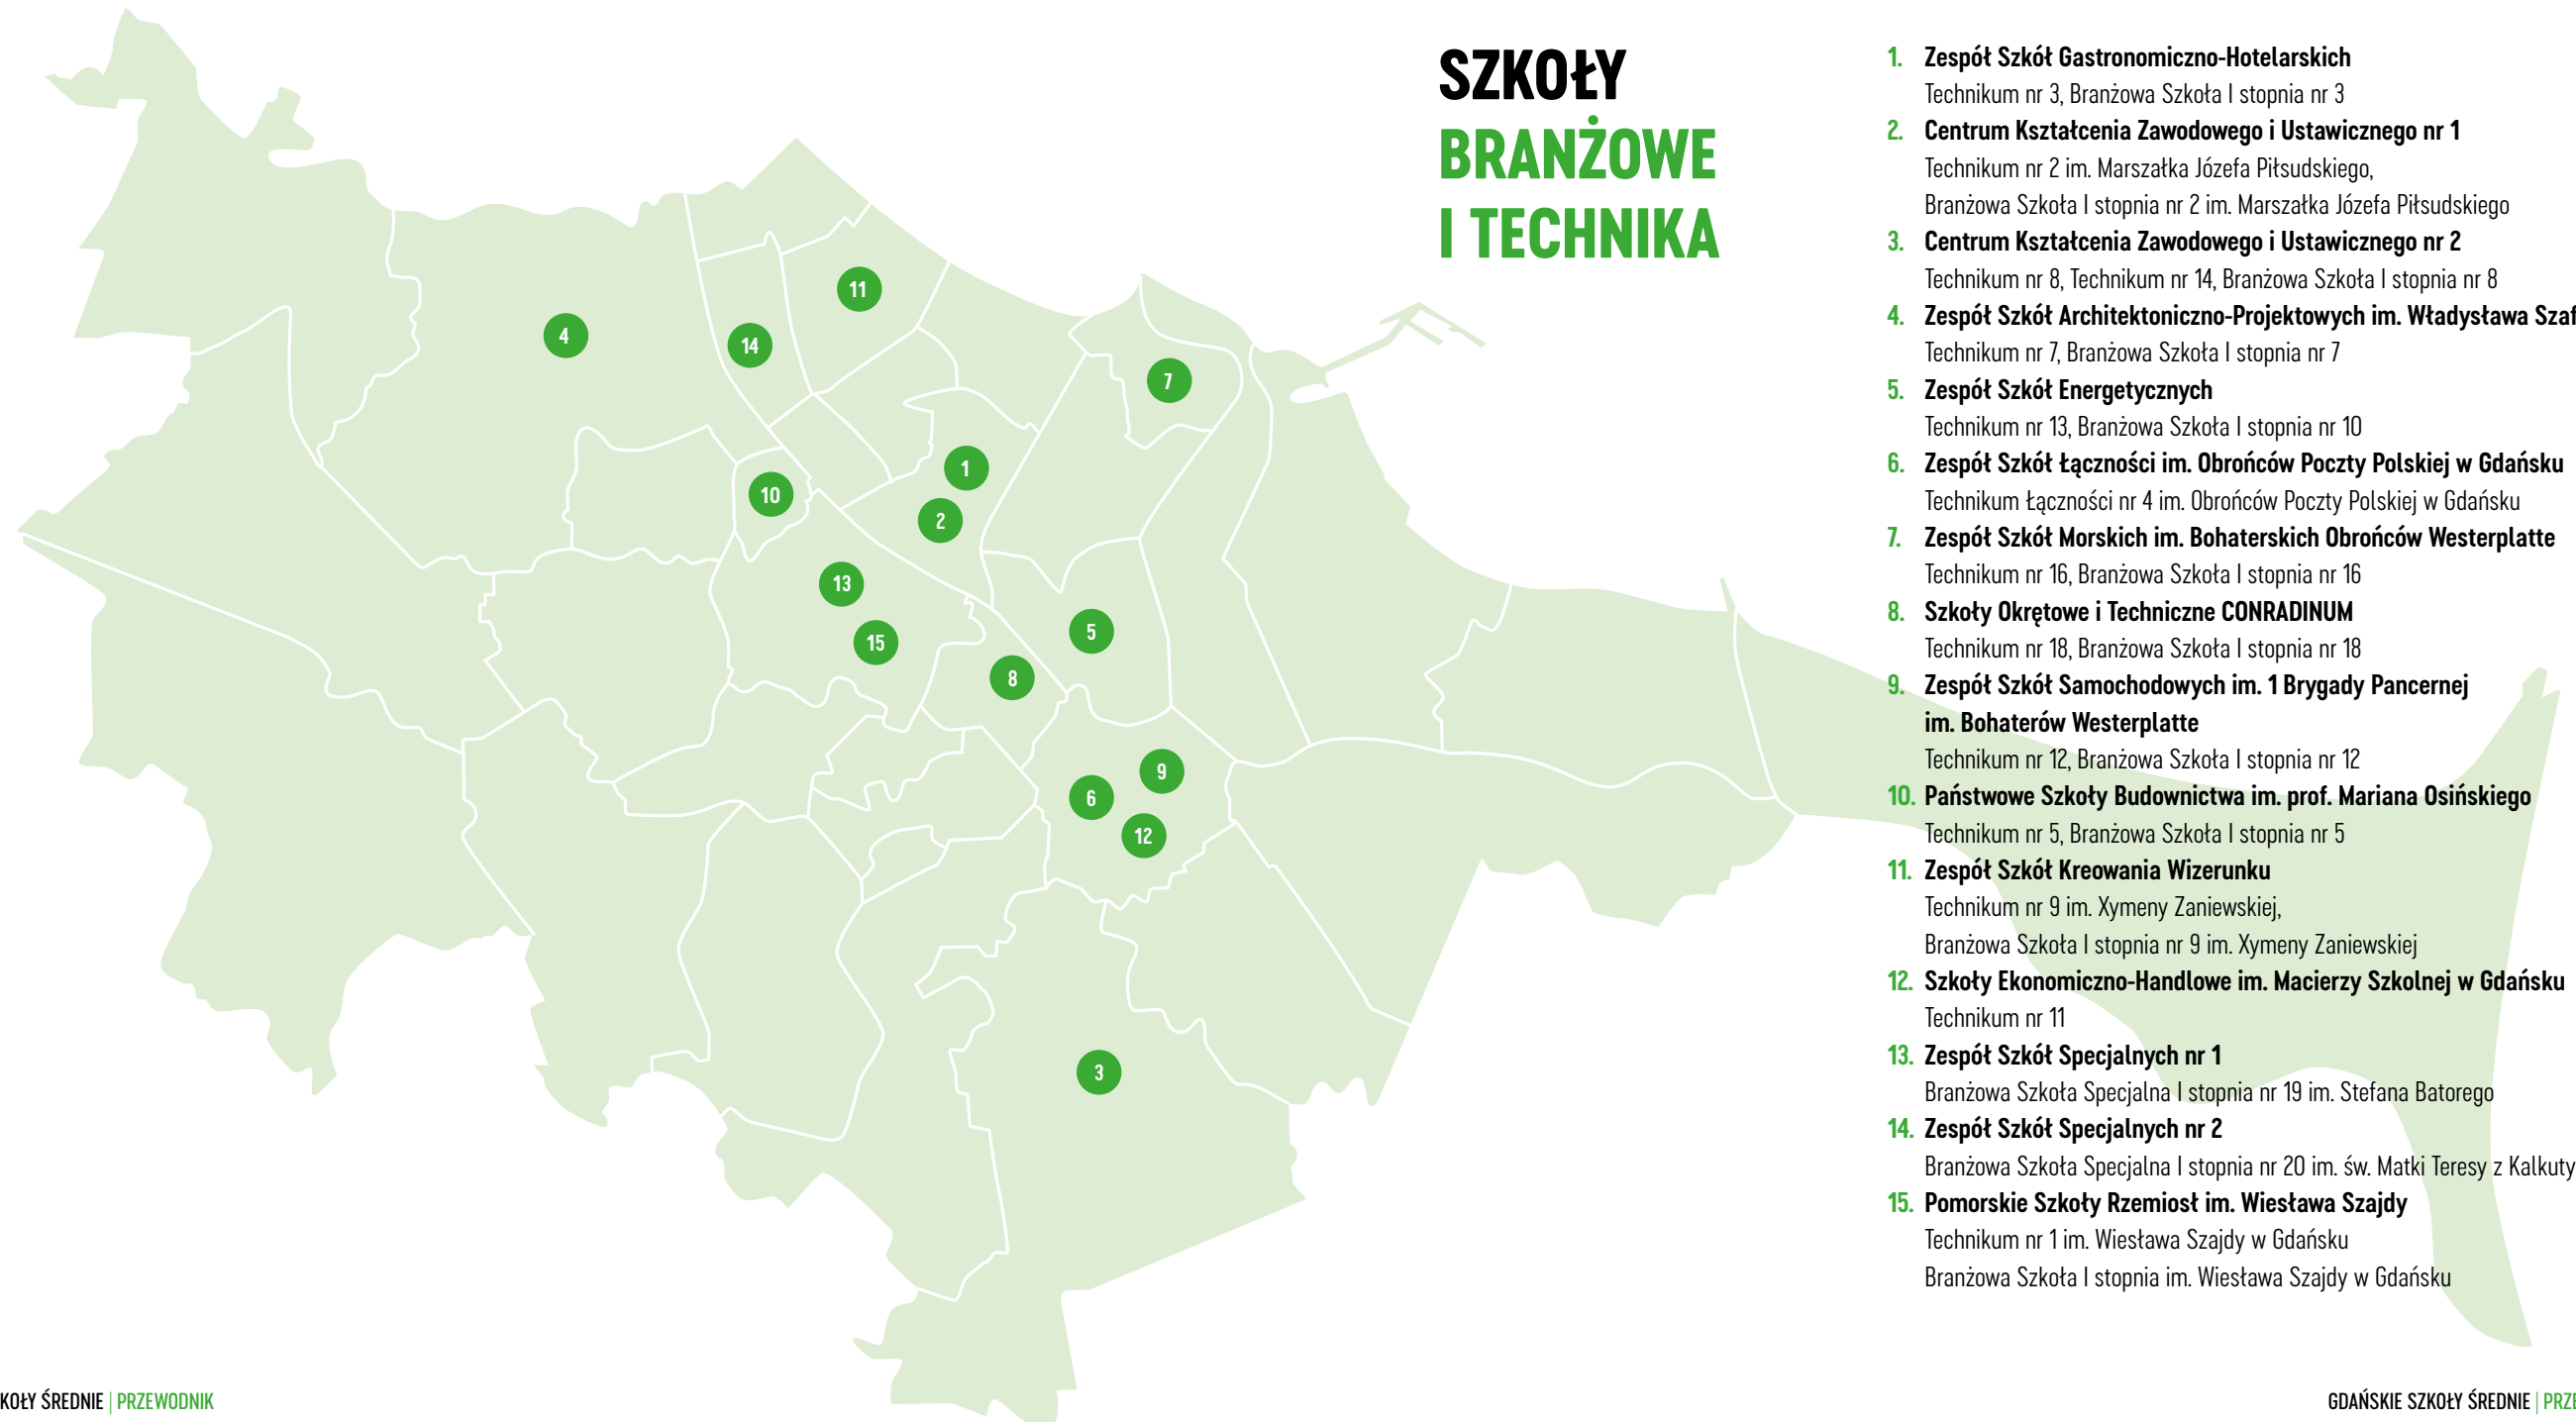 SZKOŁY
BRANŻOWE
I TECHNIKA
1. Zespół Szkół Gastronomiczno-Hotelarskich
Technikum nr 3, Branżowa Szkoła I stopnia nr 3
2. Centrum Kształcenia Zawodowego i Ustawicznego nr 1
Technikum nr 2 im. Marszałka Józefa Piłsudskiego,
Branżowa Szkoła I stopnia nr 2 im. Marszałka Józefa Piłsudskiego
3. Centrum Kształcenia Zawodowego i Ustawicznego nr 2
Technikum nr 8, Technikum nr 14, Branżowa Szkoła I stopnia nr 8
4. Zespół Szkół Architektoniczno-Projektowych im. Władysława Szaf
Technikum nr 7, Branżowa Szkoła I stopnia nr 7
5. Zespół Szkół Energetycznych
Technikum nr 13, Branżowa Szkoła I stopnia nr 10
6. Zespół Szkół Łączności im. Obrońców Poczty Polskiej w Gdańsku
Technikum Łączności nr 4 im. Obrońców Poczty Polskiej w Gdańsku
7. Zespół Szkół Morskich im. Bohaterskich Obrońców Westerplatte
Technikum nr 16, Branżowa Szkoła I stopnia nr 16
8. Szkoły Okrętowe i Techniczne CONRADINUM
Technikum nr 18, Branżowa Szkoła I stopnia nr 18
9. Zespół Szkół Samochodowych im. 1 Brygady Pancernej
im. Bohaterów Westerplatte
Technikum nr 12, Branżowa Szkoła I stopnia nr 12
10. Państwowe Szkoły Budownictwa im. prof. Mariana Osińskiego
Technikum nr 5, Branżowa Szkoła I stopnia nr 5
11. Zespół Szkół Kreowania Wizerunku
Technikum nr 9 im. Xymeny Zaniewskiej,
Branżowa Szkoła I stopnia nr 9 im. Xymeny Zaniewskiej
12. Szkoły Ekonomiczno-Handlowe im. Macierzy Szkolnej w Gdańsku
Technikum nr 11
13. Zespół Szkół Specjalnych nr 1
Branżowa Szkoła Specjalna I stopnia nr 19 im. Stefana Batorego
14. Zespół Szkół Specjalnych nr 2
Branżowa Szkoła Specjalna I stopnia nr 20 im. św. Matki Teresy z Kalkuty
15. Pomorskie Szkoły Rzemiosł im. Wiesława Szajdy
Technikum nr 1 im. Wiesława Szajdy w Gdańsku
Branżowa Szkoła I stopnia im. Wiesława Szajdy w Gdańsku
11
4
14
7
1
10
2
13
5
15
8
9
6
12
3
KOŁY ŚREDNIE | PRZEWODNIK
GDAŃSKIE SZKOŁY ŚREDNIE | PRZE